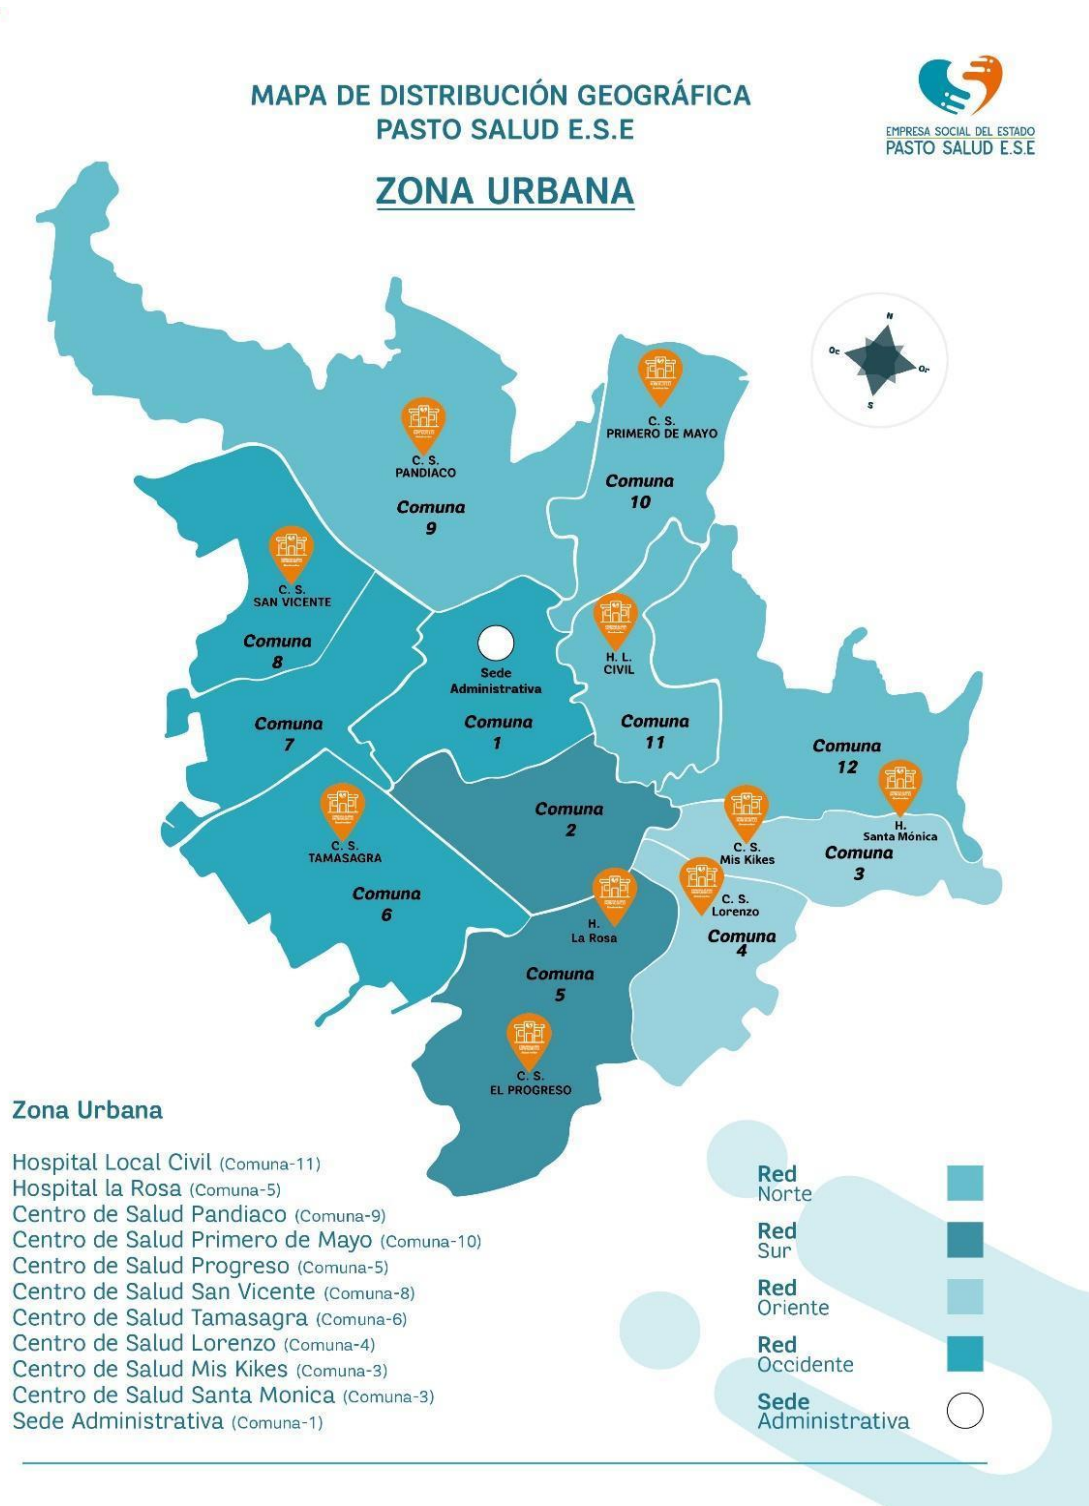 MAPA DE DISTRIBUCIÓN GEOGRÁFICA
PASTO SALUD E.S.E
ZONA URBANA
EMPRESA SOCIAL DEL ESTADO
PASTO SALUD E.S.E
N
Oc
Or
S
C. S.
PRIMERO DE MAYO
Comuna
10
C. S.
PANDIACO
Comuna
9
C. S.
SAN VICENTE
Comuna
8
H. L.
CIVIL
Sede
Administrativa
Comuna
1
Comuna
11
Comuna
7
Comuna
12
Comuna
2
H.
Santa Mónica
Comuna
3
C. S.
Mis Kikes
C. S.
TAMASAGRA
Comuna
6
C. S.
Lorenzo
Comuna
4
H.
La Rosa
Comuna
5
C. S.
EL PROGRESO
Zona Urbana
Hospital Local Civil (Comuna-11)
Hospital la Rosa (Comuna-5)
Centro de Salud Pandiaco (Comuna-9)
Centro de Salud Primero de Mayo (Comuna-10)
Centro de Salud Progreso (Comuna-5)
Centro de Salud San Vicente (Comuna-8)
Centro de Salud Tamasagra (Comuna-6)
Centro de Salud Lorenzo (Comuna-4)
Centro de Salud Mis Kikes (Comuna-3)
Centro de Salud Santa Monica (Comuna-3)
Sede Administrativa (Comuna-1)
Red
Norte
Red
Sur
Red
Oriente
Red
Occidente
Sede
Administrativa